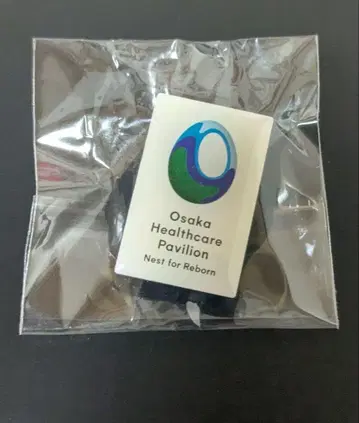 Osaka
Healthcare
Pavilion
Nest for Reborn